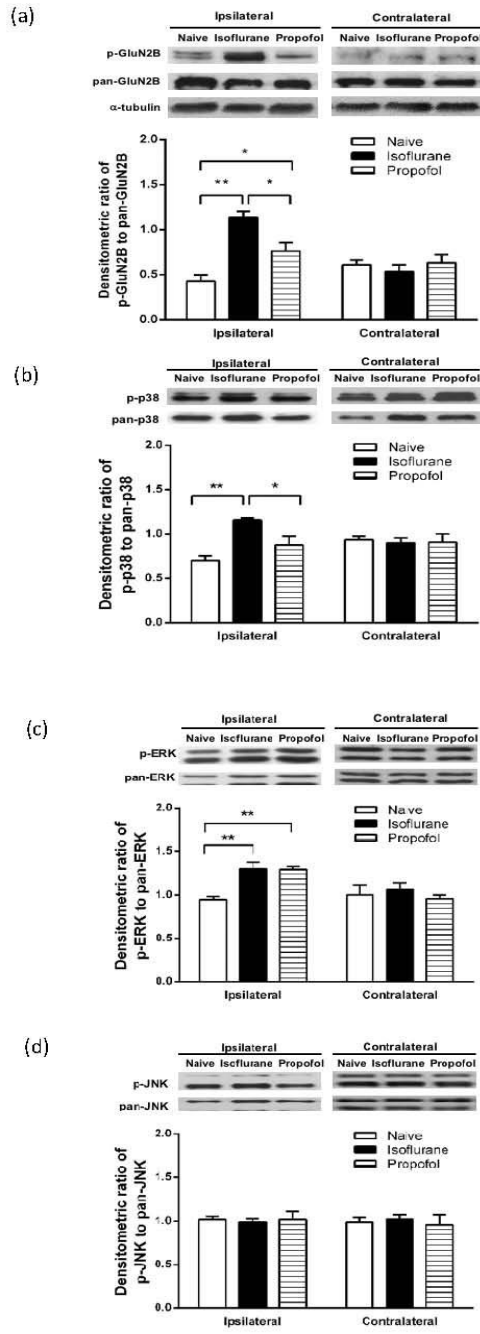 (a)
Ipsilateral Contralateral
Naive Isoflurane Propofol Naive Isoflurane Propofol
p-GluN2B
pan-GluN2B
α-tubulin
Densitometric ratio of
p-GluN2B to pan-GluN2B
2.0
1.5
1.0
0.5
0.0
Naive
Isoflurane
Propofol
*
** *
Ipsilateral Contralateral
(b)
Ipsilateral Contralateral
Naive Isoflurane Propofol Naive Isoflurane Propofol
p-p38
pan-p38
Densitometric ratio of
p-p38 to pan-p38
2.0
1.5
1.0
0.5
0.0
Naive
Isoflurane
Propofol
** *
Ipsilateral Contralateral
(c)
Ipsilateral Contralateral
Naive Isoflurane Propofol Naive Isoflurane Propofol
p-ERK
pan-ERK
Densitometric ratio of
p-ERK to pan-ERK
2.0
1.5
1.0
0.5
0.0
Naive
Isoflurane
Propofol
**
**
Ipsilateral Contralateral
(d)
Ipsilateral Contralateral
Naive Isoflurane Propofol Naive Isoflurane Propofol
p-JNK
pan-JNK
Densitometric ratio of
p-JNK to pan-JNK
2.0
1.5
1.0
0.5
0.0
Naive
Isoflurane
Propofol
Ipsilateral Contralateral